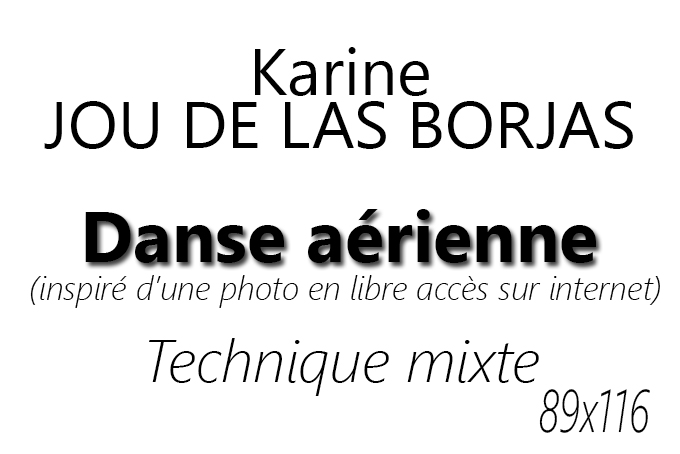 Karine
JOU DE LAS BORJAS
Danse aérienne
(inspiré d'une photo en libre accès sur internet)
Technique mixte
89x116